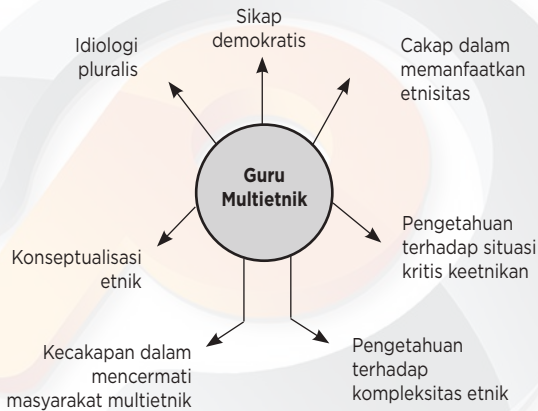 Sikap
demokratis
Idiologi
pluralis
Cakap dalam
memanfaatkan
etnisitas
Guru
Multietnik
Konseptualisasi
etnik
Pengetahuan
terhadap situasi
kritis keetnikan
Kecakapan dalam
mencermati
masyarakat multietnik
Pengetahuan
terhadap
kompleksitas etnik